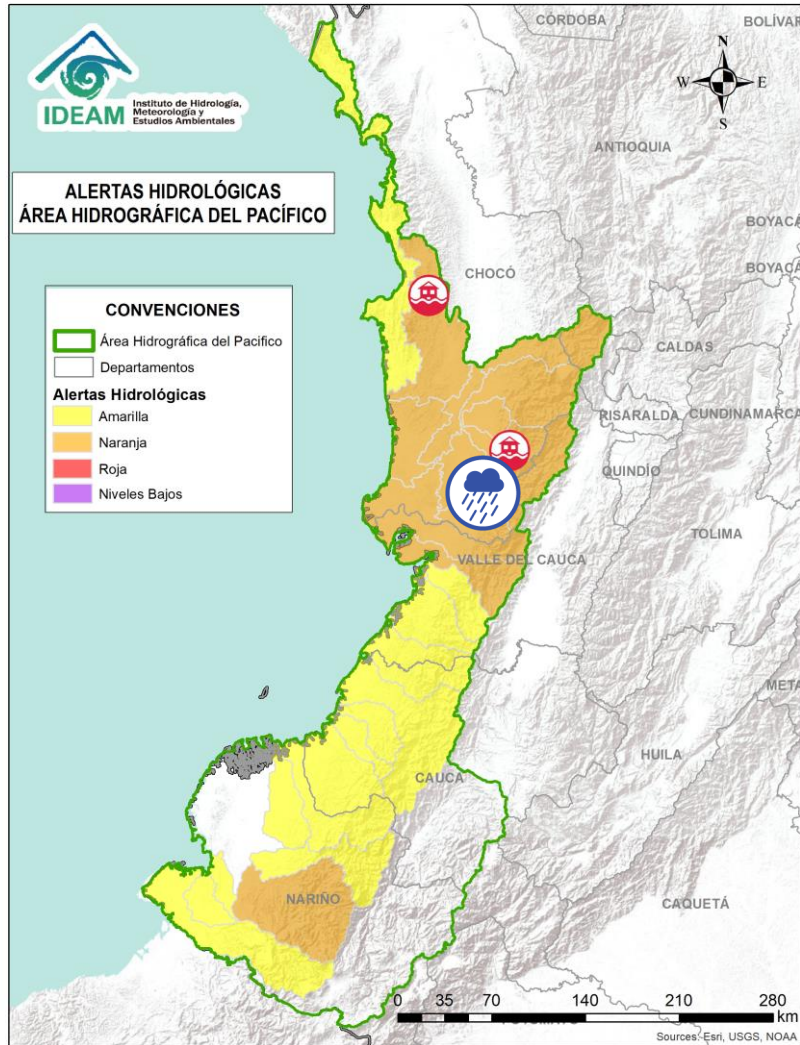 CÓRDOBA
BOLÍVAR
IDEAM
Instituto de Hidrología,
Meteorología y
Estudios Ambientales
N
W
E
S
ANTIOQUIA
ALERTAS HIDROLÓGICAS
ÁREA HIDROGRÁFICA DEL PACÍFICO
BOYACÁ
BOYACÁ
CHOCÓ
CONVENCIONES
Área Hidrográfica del Pacifico
Departamentos
Alertas Hidrológicas
Amarilla
Naranja
Roja
Niveles Bajos
CALDAS
RISARALDA
CUNDINAMARCA
QUINDÍO
TOLIMA
VALLE DEL CAUCA
META
HUILA
CAUCA
NARIÑO
CAQUETÁ
0 35 70 140 210 280
km
Sources: Esri, USGS, NOAA